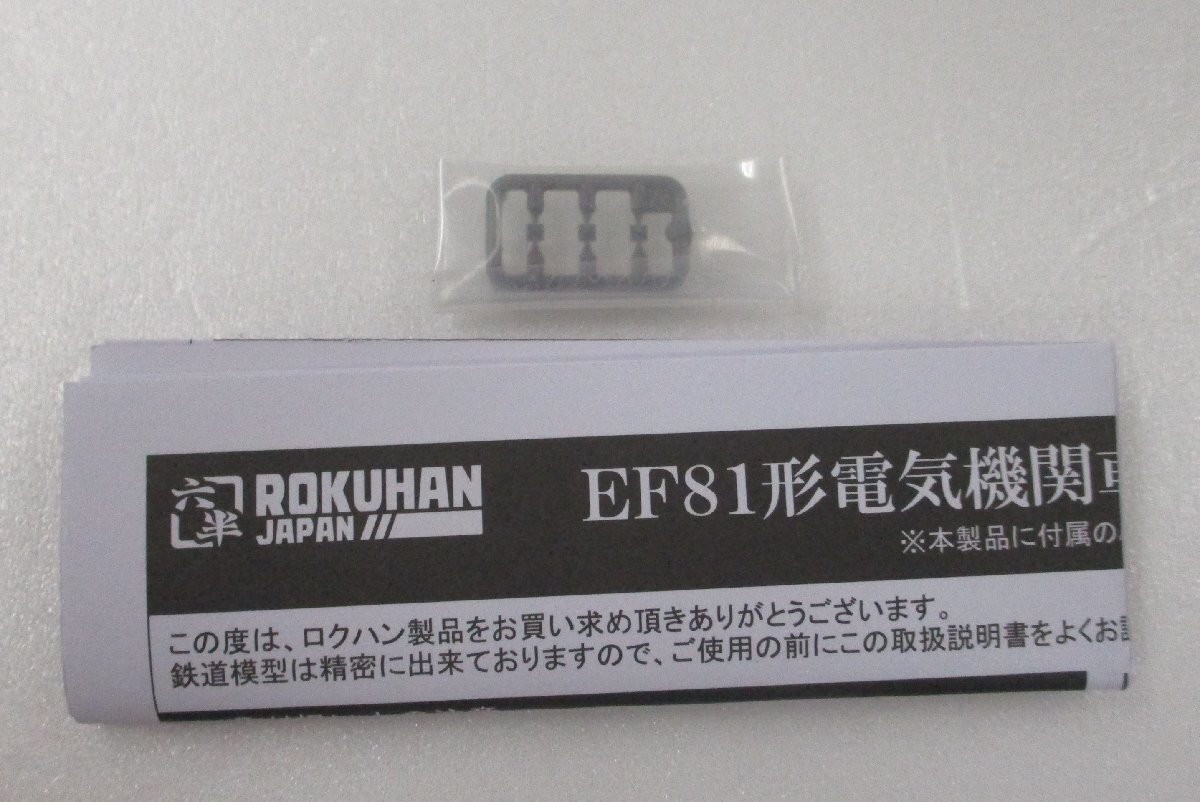 六半
ROKUHAN
JAPAN
EF81形電気機関
※本製品に付属の
この度は、ロクハン製品をお買い求め頂きありがとうございます。
鉄道模型は精密に出来ておりますので、ご使用の前にこの取扱説明書をよくお